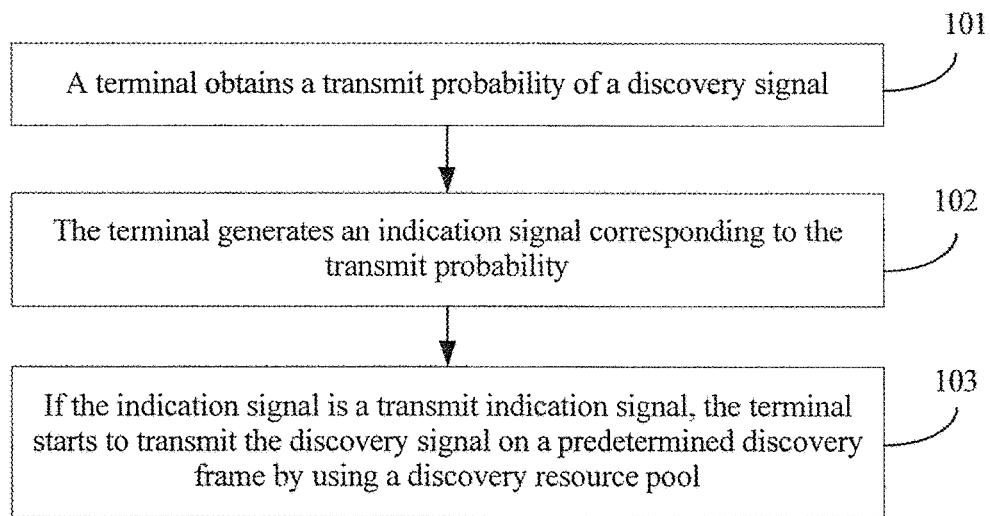 101
A terminal obtains a transmit probability of a discovery signal
102
The terminal generates an indication signal corresponding to the
transmit probability
103
If the indication signal is a transmit indication signal, the terminal
starts to transmit the discovery signal on a predetermined discovery
frame by using a discovery resource pool